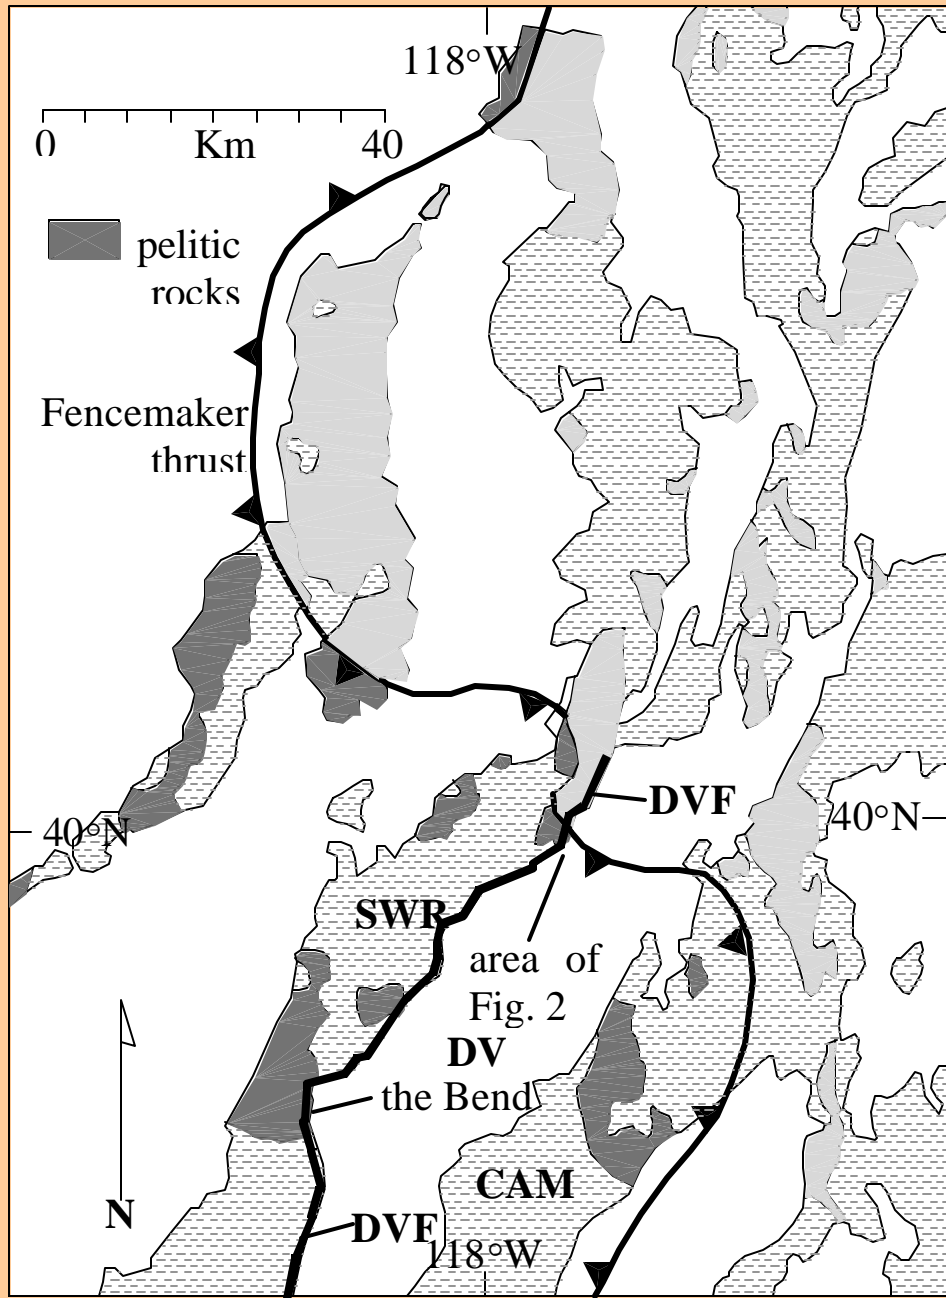 118°W
0 Km 40
pelitic
rocks
Fencemaker
thrust
DVF
40°N
40°N
SWR
area of
Fig. 2
DV
the Bend
CAM
N
DVF
118°W